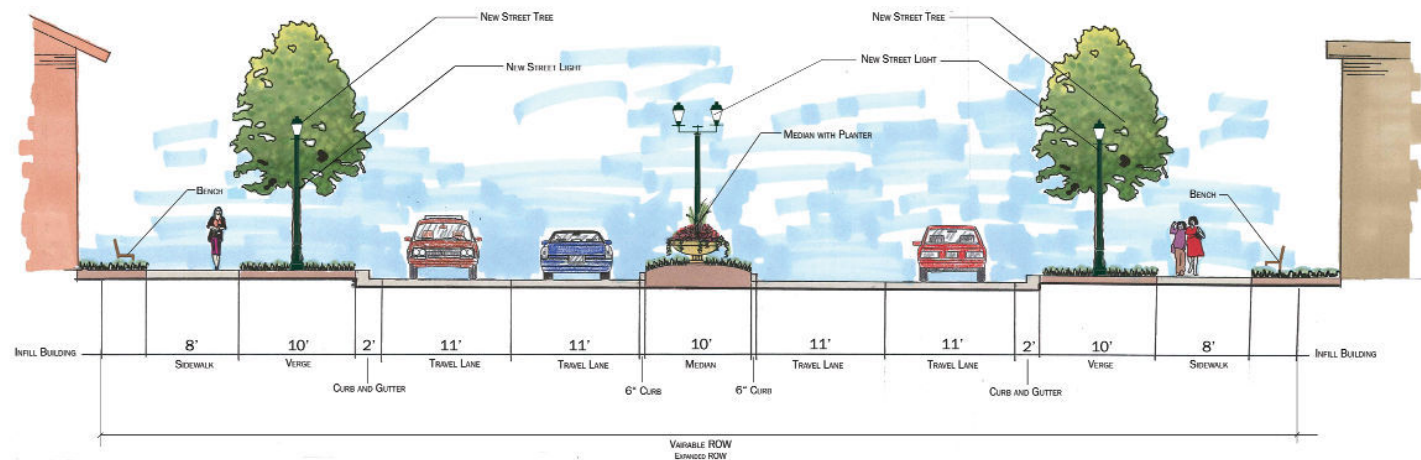 New Street Tree
New Street Tree
New Street Light
New Street Light
Median with Planter
Bench
Bench
8'
10'
2'
11'
11'
10'
11'
11'
2'
10'
8'
Infill Building
Sidewalk
Verge
Travel Lane
Travel Lane
Median
Travel Lane
Travel Lane
Verge
Sidewalk
Infill Building
Curb and Gutter
6" Curb
6" Curb
Curb and Gutter
Vairable ROW
Expanded ROW